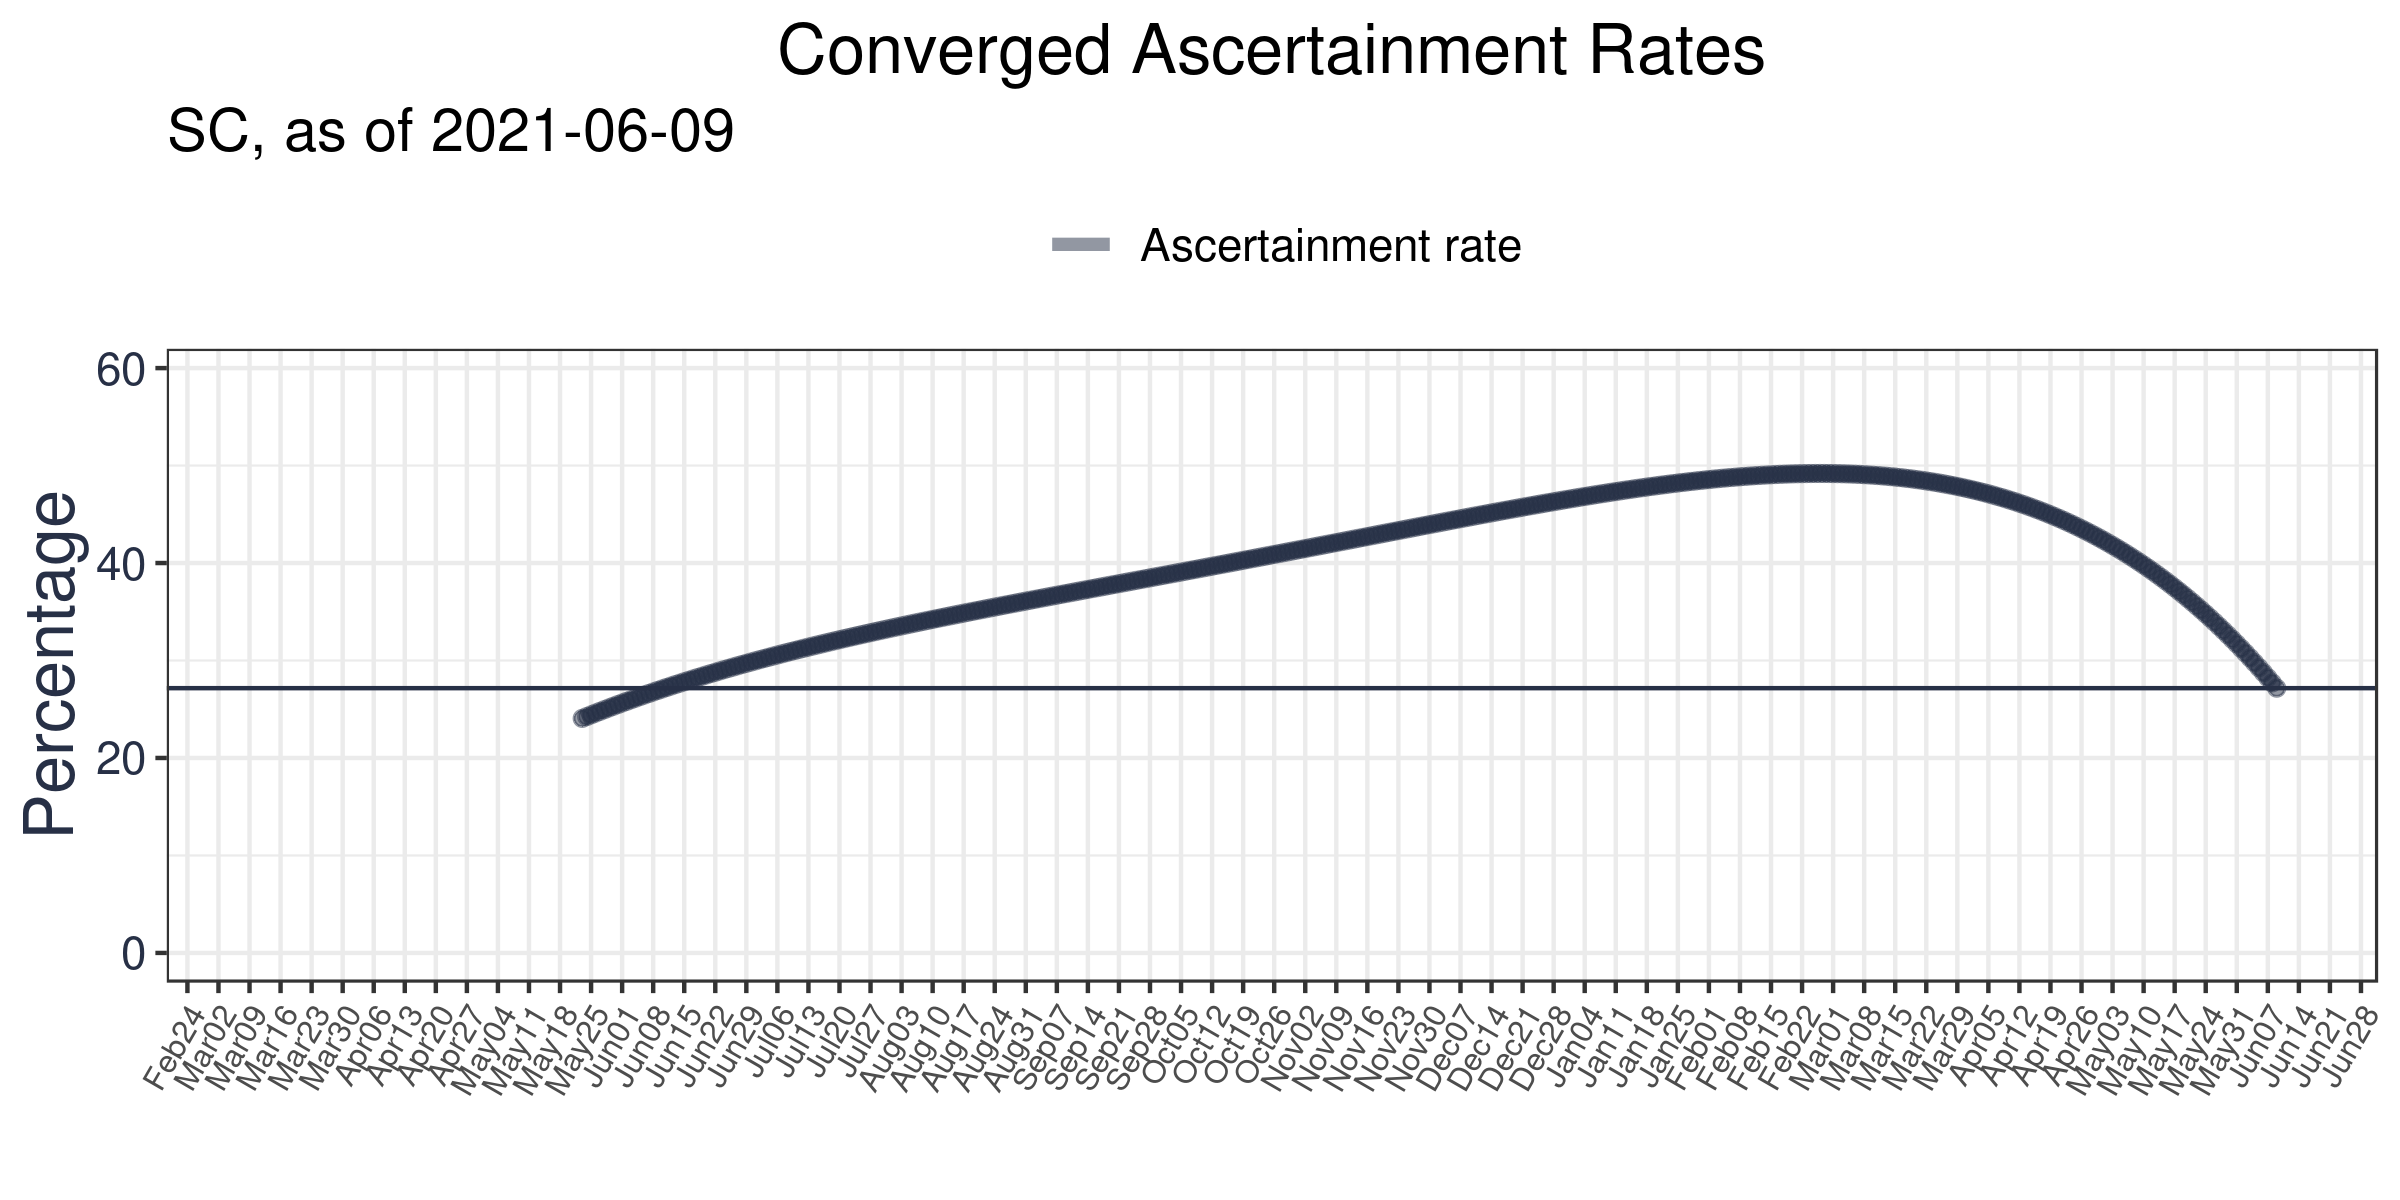 Converged Ascertainment Rates
SC, as of 2021-06-09
Ascertainment rate
Percentage
60
40
20
0
Feb24
Mar02
Mar09
Mar16
Mar23
Mar30
Apr06
Apr13
Apr20
Apr27
May04
May11
May18
May25
Jun01
Jun08
Jun15
Jun22
Jun29
Jul06
Jul13
Jul20
Jul27
Aug03
Aug10
Aug17
Aug24
Aug31
Sep07
Sep14
Sep21
Sep28
Oct05
Oct12
Oct19
Oct26
Nov02
Nov09
Nov16
Nov23
Nov30
Dec07
Dec14
Dec21
Dec28
Jan04
Jan11
Jan18
Jan25
Feb01
Feb08
Feb15
Feb22
Mar01
Mar08
Mar15
Mar22
Mar29
Apr05
Apr12
Apr19
Apr26
May03
May10
May17
May24
May31
Jun07
Jun14
Jun21
Jun28